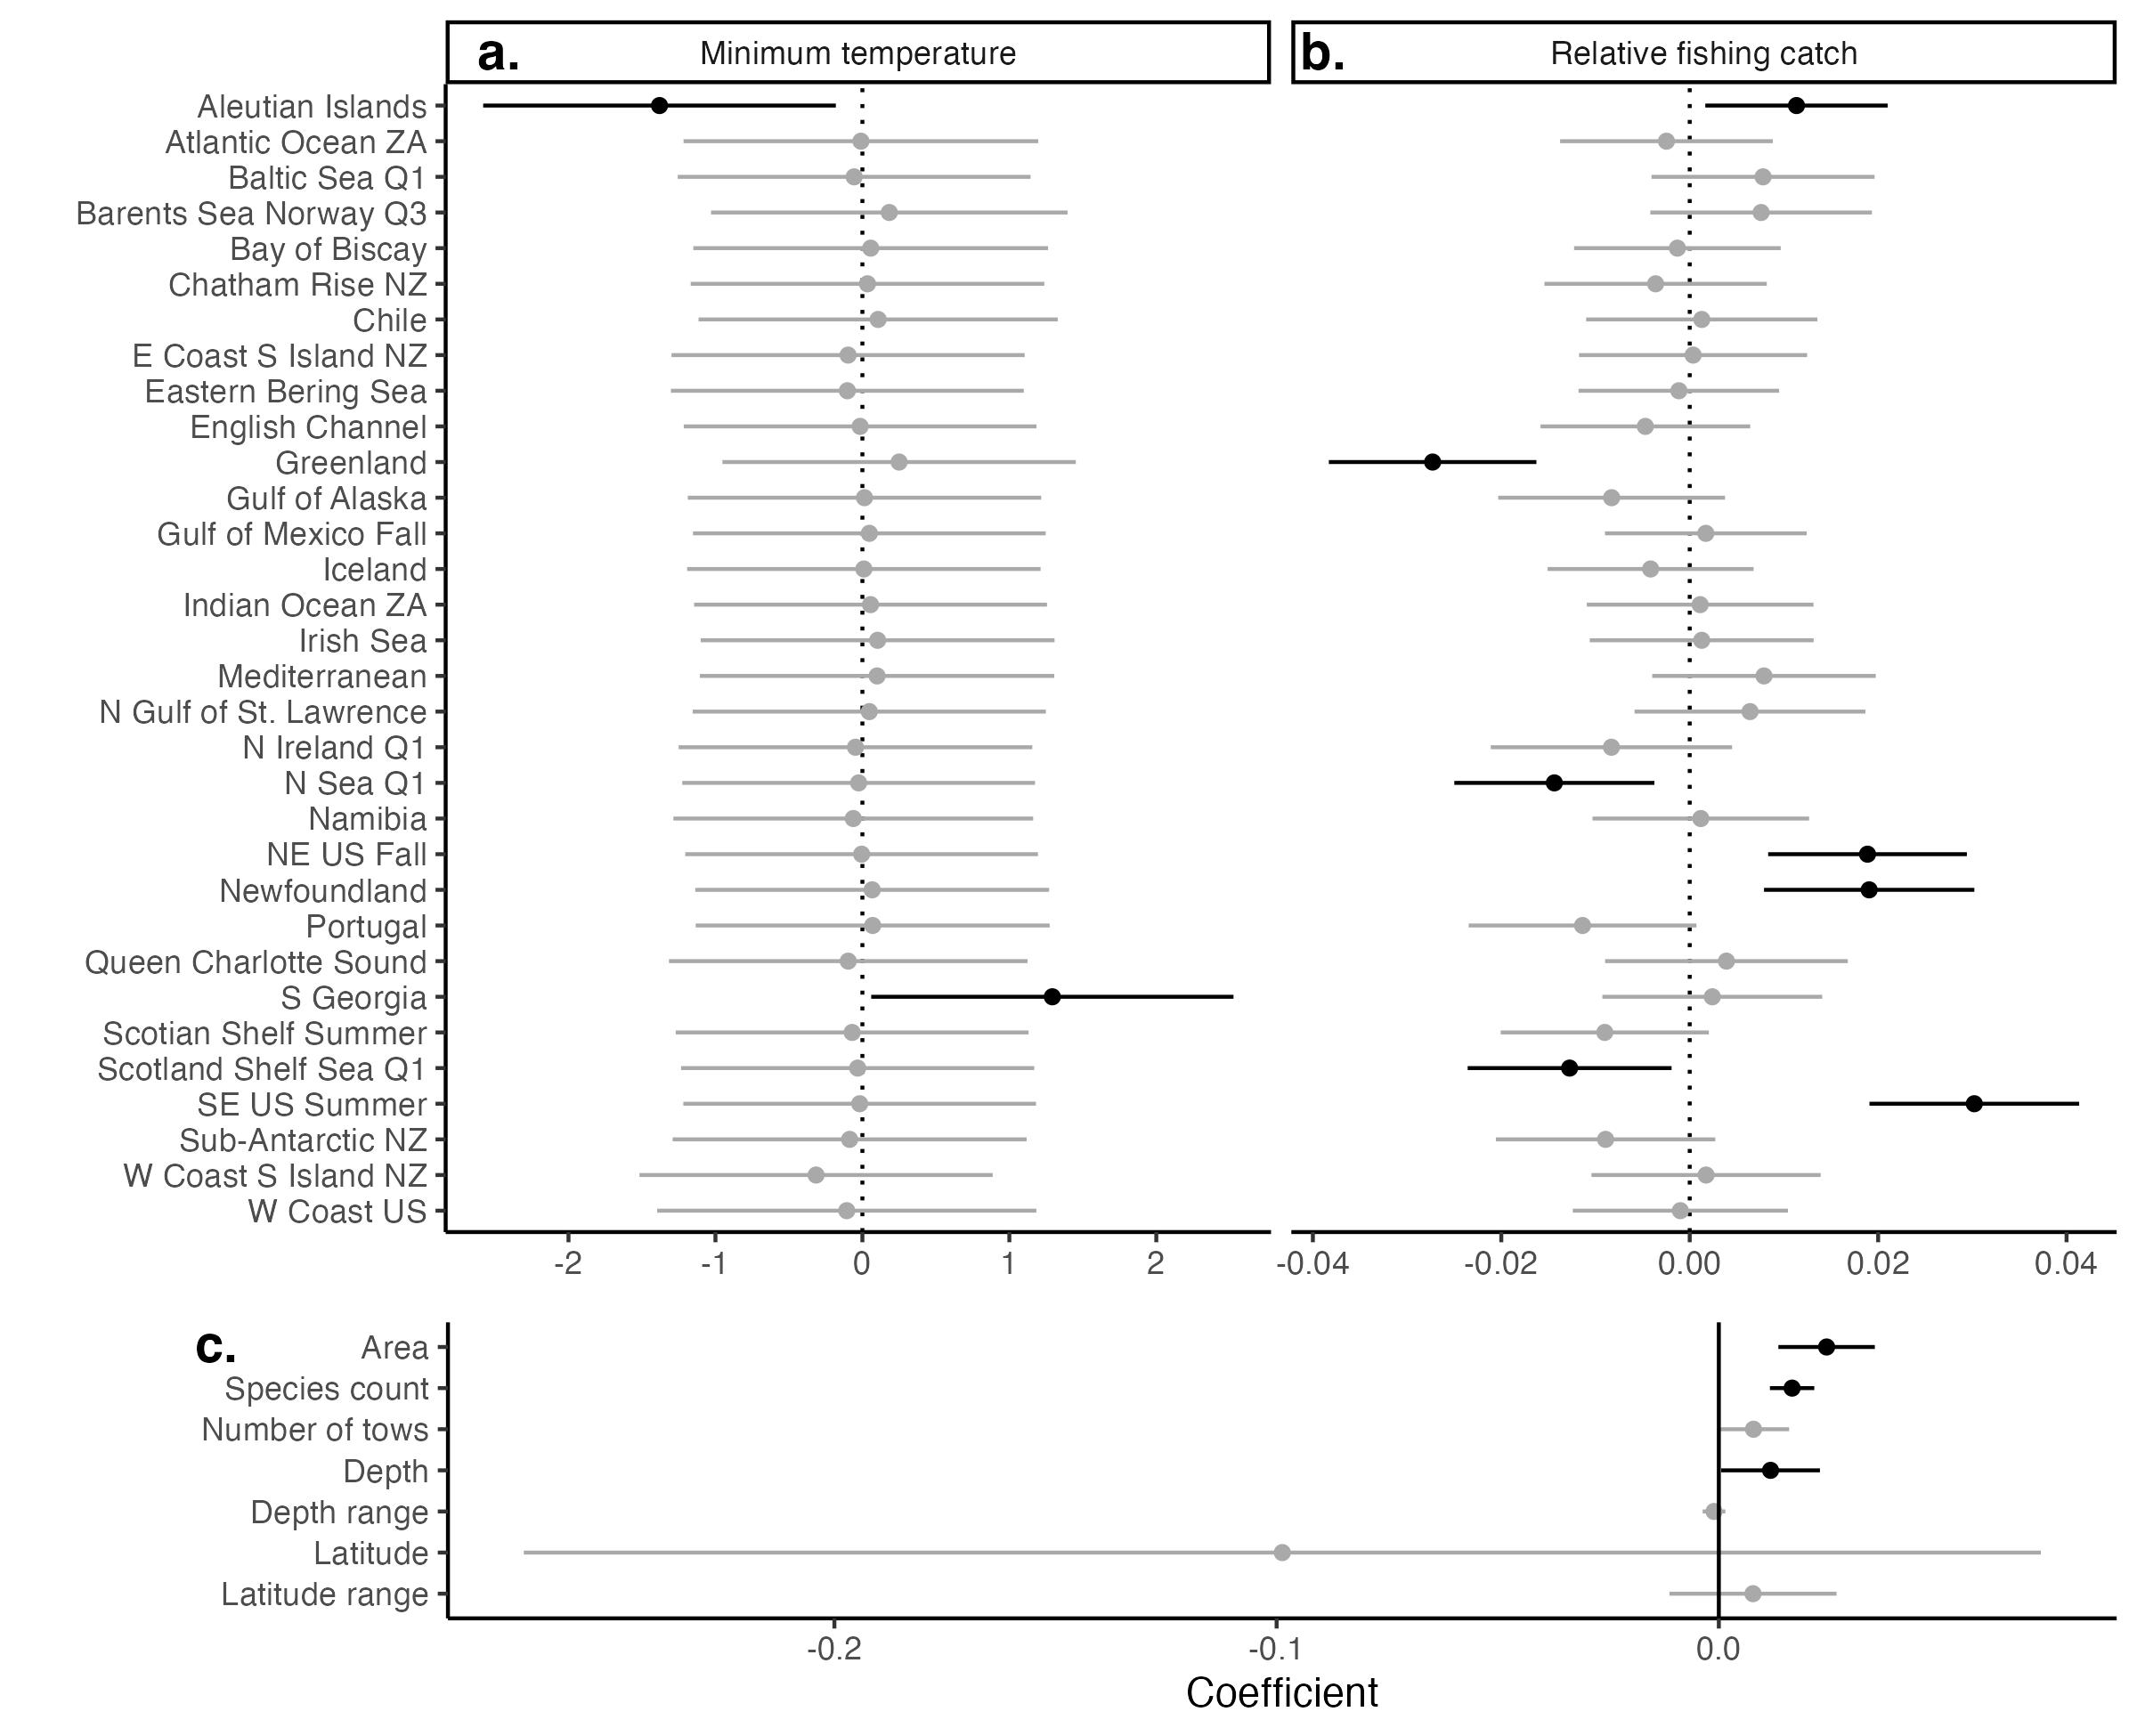 a. Minimum temperature
b. Relative fishing catch
Aleutian Islands
Atlantic Ocean ZA
Baltic Sea Q1
Barents Sea Norway Q3
Bay of Biscay
Chatham Rise NZ
Chile
E Coast S Island NZ
Eastern Bering Sea
English Channel
Greenland
Gulf of Alaska
Gulf of Mexico Fall
Iceland
Indian Ocean ZA
Irish Sea
Mediterranean
N Gulf of St. Lawrence
N Ireland Q1
N Sea Q1
Namibia
NE US Fall
Newfoundland
Portugal
Queen Charlotte Sound
S Georgia
Scotian Shelf Summer
Scotland Shelf Sea Q1
SE US Summer
Sub-Antarctic NZ
W Coast S Island NZ
W Coast US
-2 -1 0 1 2
-0.04 -0.02 0.00 0.02 0.04
c.
Area
Species count
Number of tows
Depth
Depth range
Latitude
Latitude range
-0.2 -0.1 0.0
Coefficient